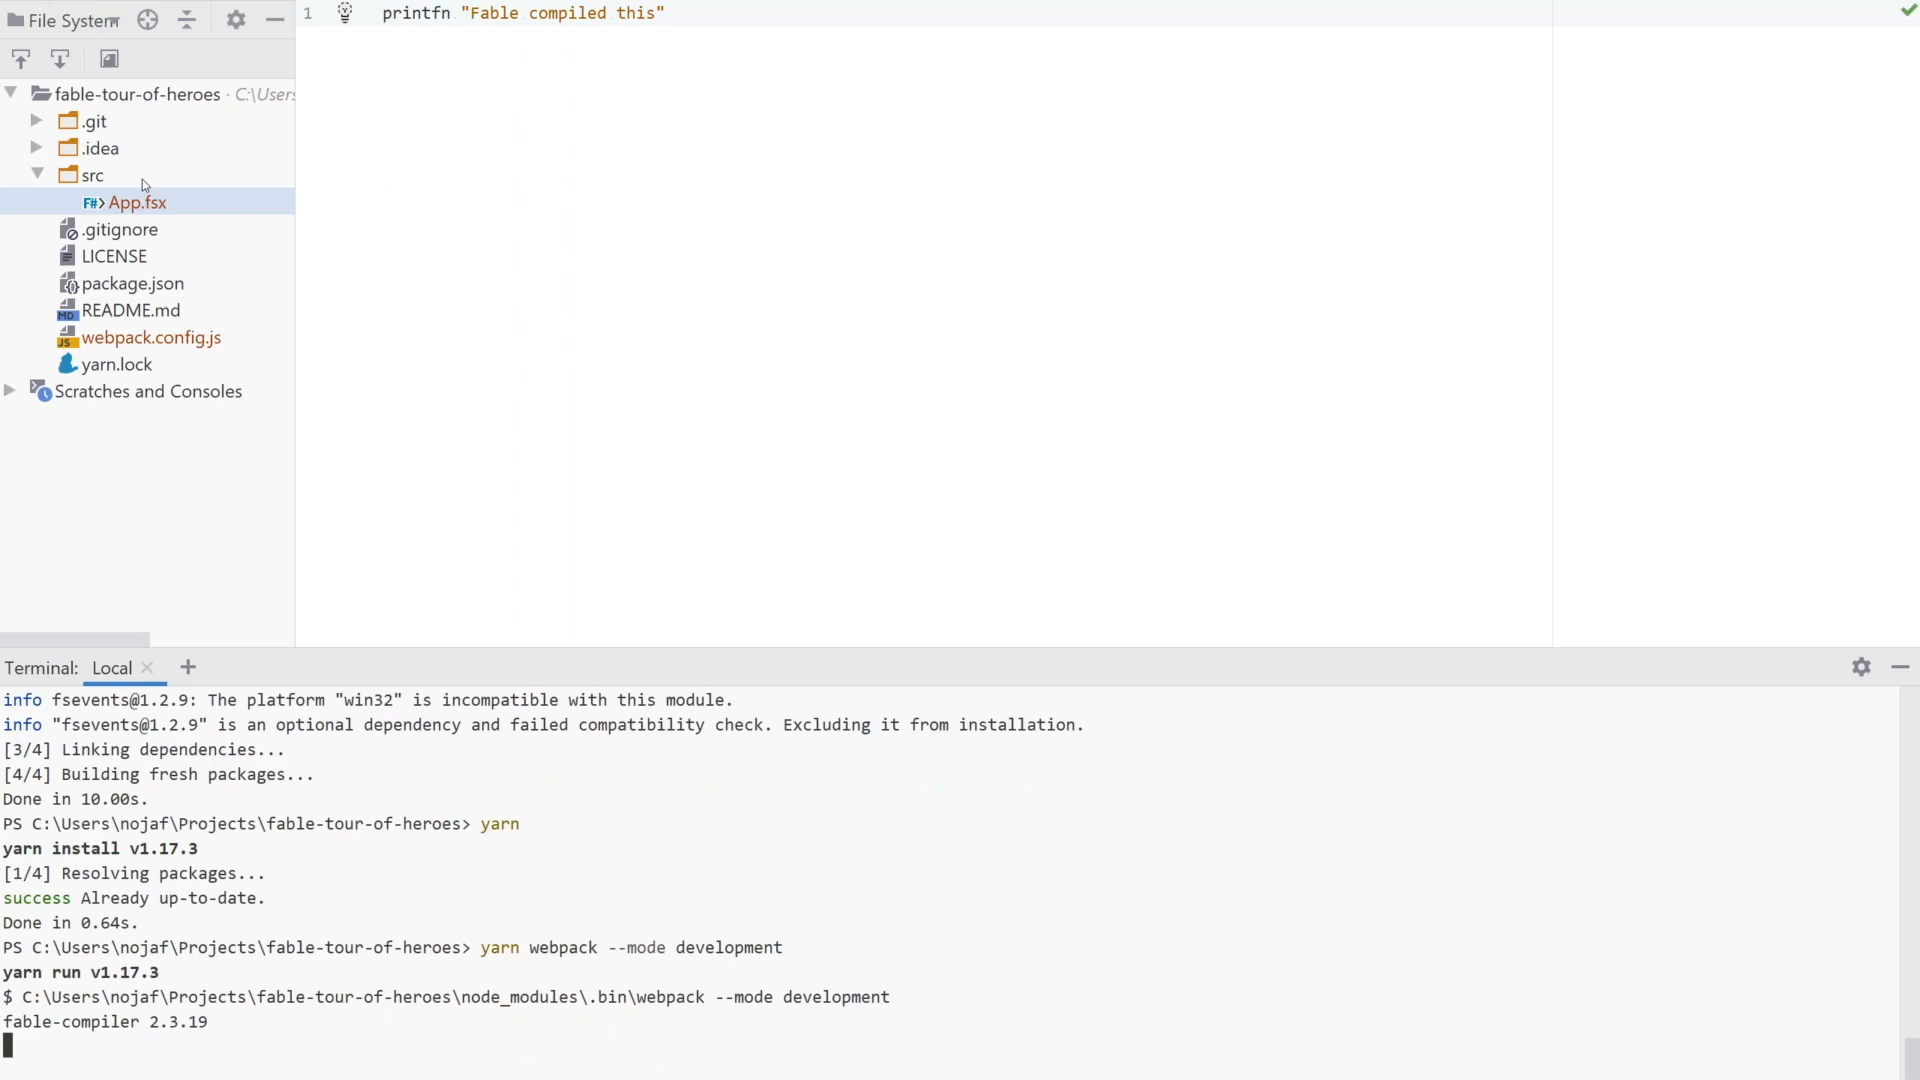 File System
1 printfn "Fable compiled this"
fable-tour-of-heroes · C:\Users
.git
.idea
src
F#> App.fsx
.gitignore
LICENSE
{} package.json
MD README.md
JS webpack.config.js
yarn.lock
Scratches and Consoles
Terminal: Local
info fsevents@1.2.9: The platform "win32" is incompatible with this module.
info "fsevents@1.2.9" is an optional dependency and failed compatibility check. Excluding it from installation.
[3/4] Linking dependencies...
[4/4] Building fresh packages...
Done in 10.00s.
PS C:\Users\nojaf\Projects\fable-tour-of-heroes> yarn
yarn install v1.17.3
[1/4] Resolving packages...
success Already up-to-date.
Done in 0.64s.
PS C:\Users\nojaf\Projects\fable-tour-of-heroes> yarn webpack --mode development
yarn run v1.17.3
$ C:\Users\nojaf\Projects\fable-tour-of-heroes\node_modules\.bin\webpack --mode development
fable-compiler 2.3.19